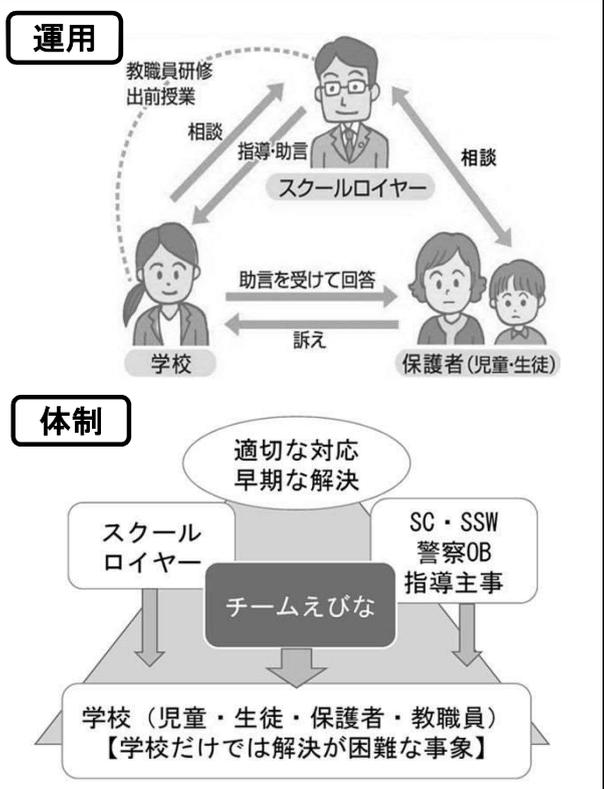 運用
教職員研修
出前授業
相談
指導・助言
相談
スクールロイヤー
助言を受けて回答
訴え
学校
保護者(児童・生徒)
体制
適切な対応
早期な解決
スクール
ロイヤー
SC・SSW
警察OB
指導主事
チームえびな
学校(児童・生徒・保護者・教職員)
【学校だけでは解決が困難な事象】